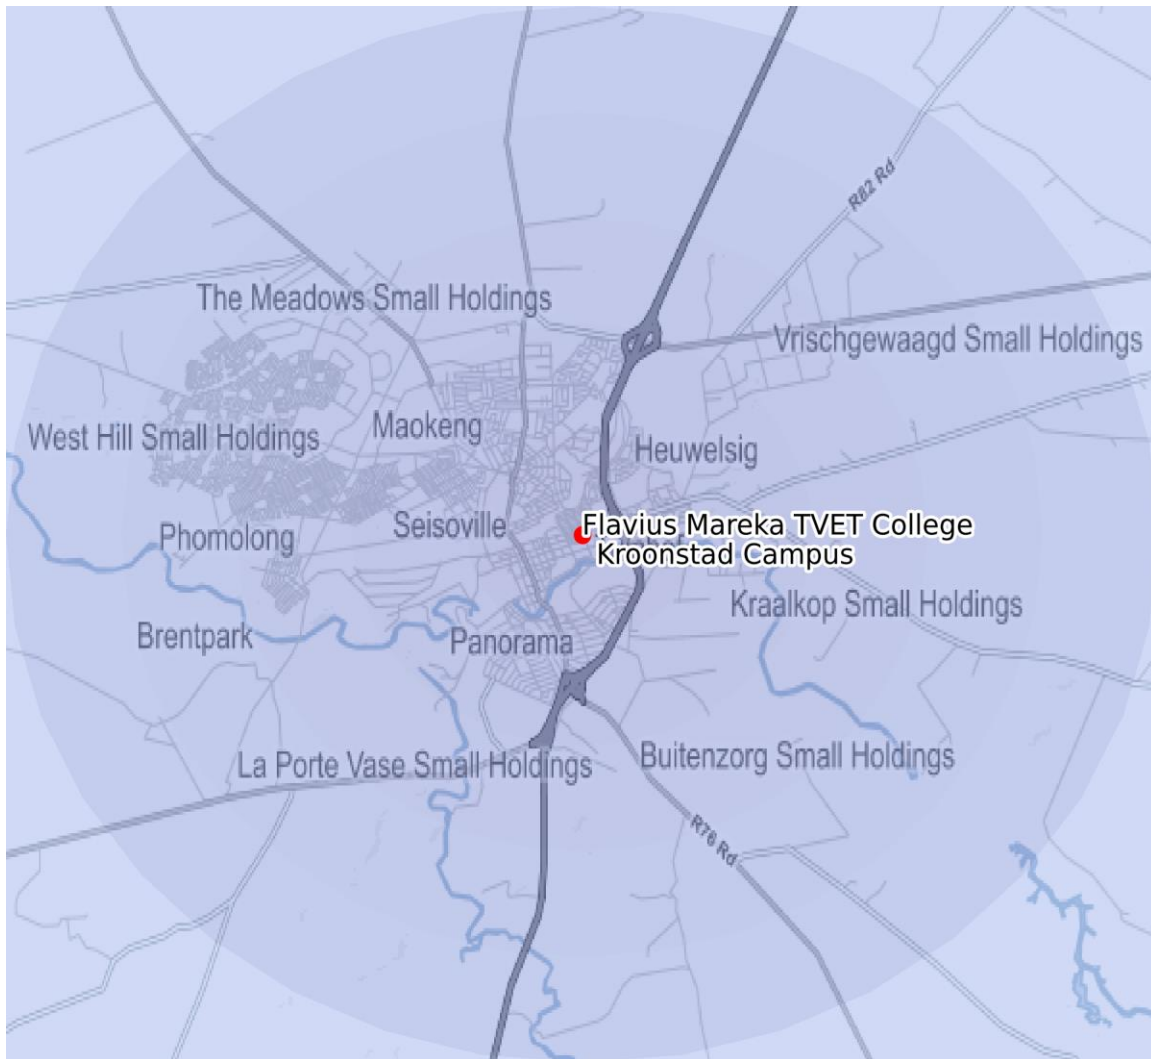 R82 Rd
The Meadows Small Holdings
Vrischgewaagd Small Holdings
Maokeng
West Hill Small Holdings
Heuwelsig
Seisoville
Flavius Mareka TVET College
Kroonstad Campus
Phomolong
Kraalkop Small Holdings
Brentpark
Panorama
La Porte Vase Small Holdings
Buitenzorg Small Holdings
R76 Rd